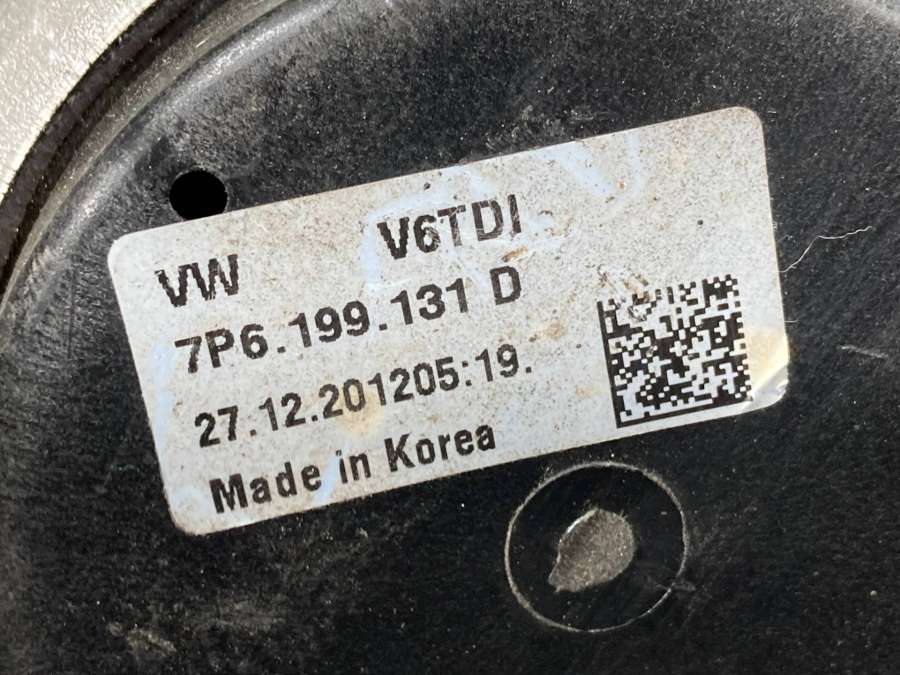 VW V6TDI
7P6.199.131 D
27.12.201205:19.
Made in Korea